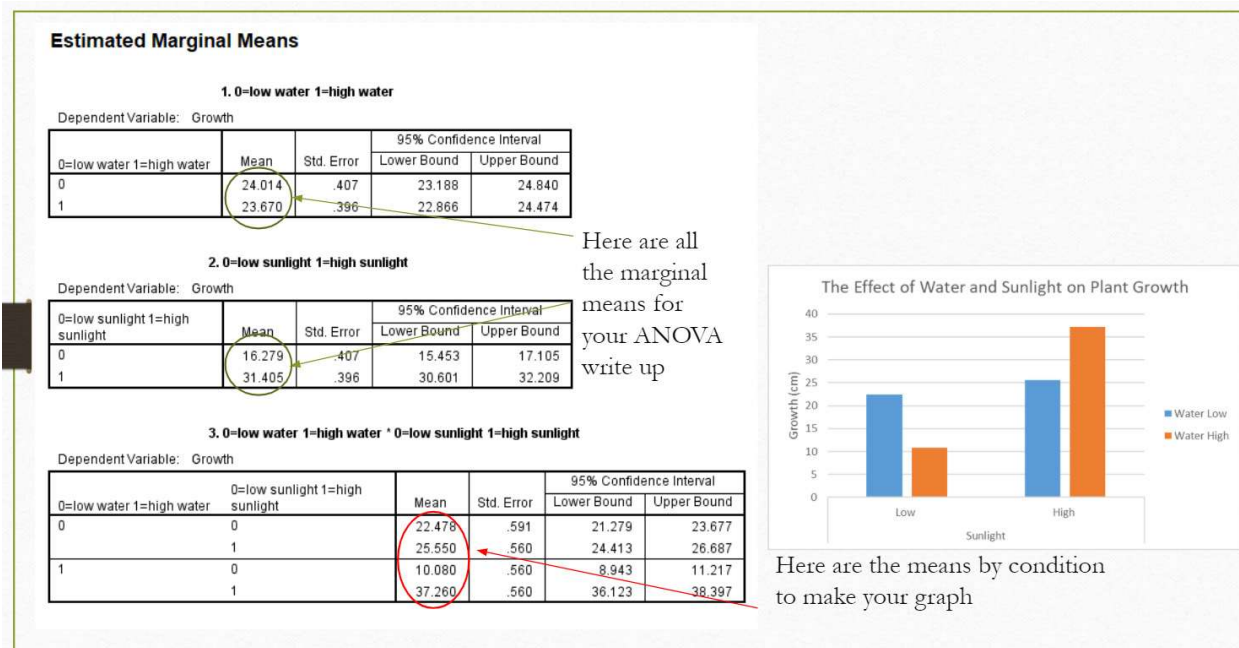 Estimated Marginal Means
1. 0=low water 1=high water
Dependent Variable: Growth
0=low water 1=high water Mean Std. Error 95% Confidence Interval
Lower Bound Upper Bound
0 24.014 .407 23.188 24.840
1 23.670 .396 22.866 24.474
Here are all
the marginal
means for
your ANOVA
write up
2. 0=low sunlight 1=high sunlight
Dependent Variable: Growth
0=low sunlight 1=high
sunlight Mean Std. Error 95% Confidence Interval
Lower Bound Upper Bound
0 16.279 .407 15.453 17.105
1 31.405 .396 30.601 32.209
3. 0=low water 1=high water * 0=low sunlight 1=high sunlight
Dependent Variable: Growth
0=low water 1=high water 0=low sunlight 1=high
sunlight Mean Std. Error 95% Confidence Interval
Lower Bound Upper Bound
0 0 22.478 .591 21.279 23.677
1 25.550 .560 24.413 26.687
1 0 10.080 .560 8.943 11.217
1 37.260 .560 36.123 38.397
The Effect of Water and Sunlight on Plant Growth
Growth (cm)
40
35
30
25
20
15
10
5
0
Low High
Sunlight
Water Low
Water High
Here are the means by condition
to make your graph